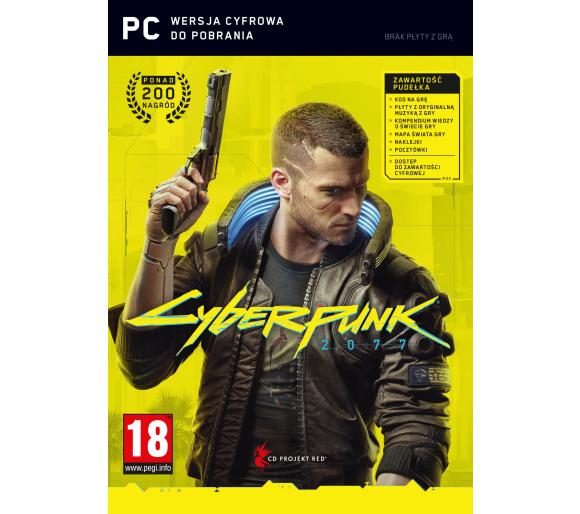 PC
WERSJA CYFROWA
DO POBRANIA
BRAK PŁYTY Z GRĄ
PONAD
200
NAGRÓD
ZAWARTOŚĆ
PUDEŁKA
KOD NA GRĘ
PŁYTY Z ORYGINALNĄ
MUZYKĄ Z GRY
KOMPENDIUM WIEDZY
O ŚWIECIE GRY
MAPA ŚWIATA GRY
NAKLEJKI
POCZTÓWKI
DOSTĘP
DO ZAWARTOŚCI
CYFROWEJ
CYBERPUNK
2077
18
www.pegi.info
CD PROJEKT RED